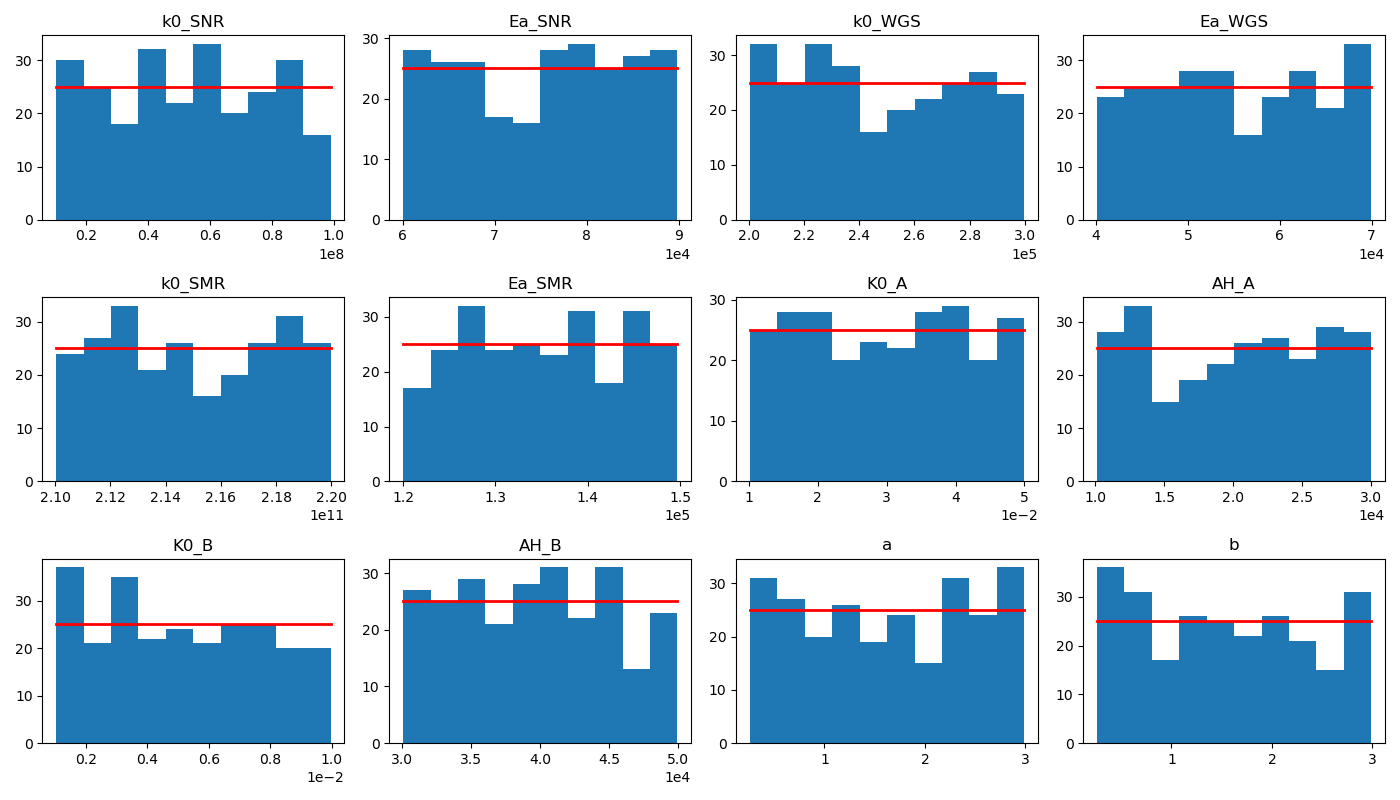 k0_SNR
30
20
10
0
0.2 0.4 0.6 0.8 1.0
1e8
Ea_SNR
30
20
10
0
6 7 8 9
1e4
k0_WGS
30
20
10
0
2.0 2.2 2.4 2.6 2.8 3.0
1e5
Ea_WGS
30
20
10
0
4 5 6 7
1e4
k0_SMR
30
20
10
0
2.10 2.12 2.14 2.16 2.18 2.20
1e11
Ea_SMR
30
20
10
0
1.2 1.3 1.4 1.5
1e5
K0_A
30
20
10
0
1 2 3 4 5
1e−2
AH_A
30
20
10
0
1.0 1.5 2.0 2.5 3.0
1e4
K0_B
30
20
10
0
0.2 0.4 0.6 0.8 1.0
1e−2
AH_B
30
20
10
0
3.0 3.5 4.0 4.5 5.0
1e4
a
30
20
10
0
1 2 3
b
30
20
10
0
1 2 3